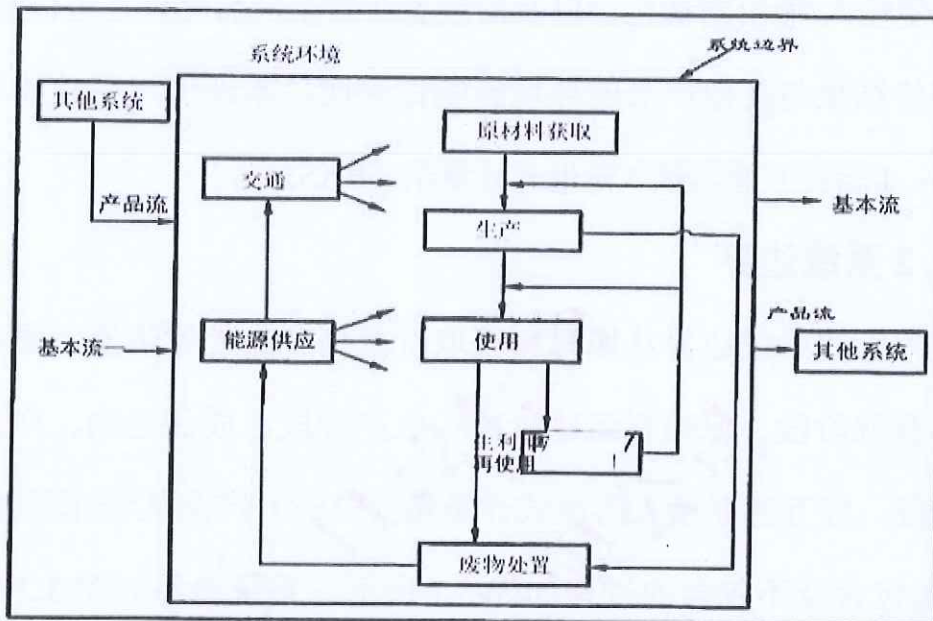 系统环境
系统边界
其他系统
原材料获取
交通
产品流
基本流
生产
产品流
基本流
能源供应
使用
其他系统
生利
再使用
废物处置